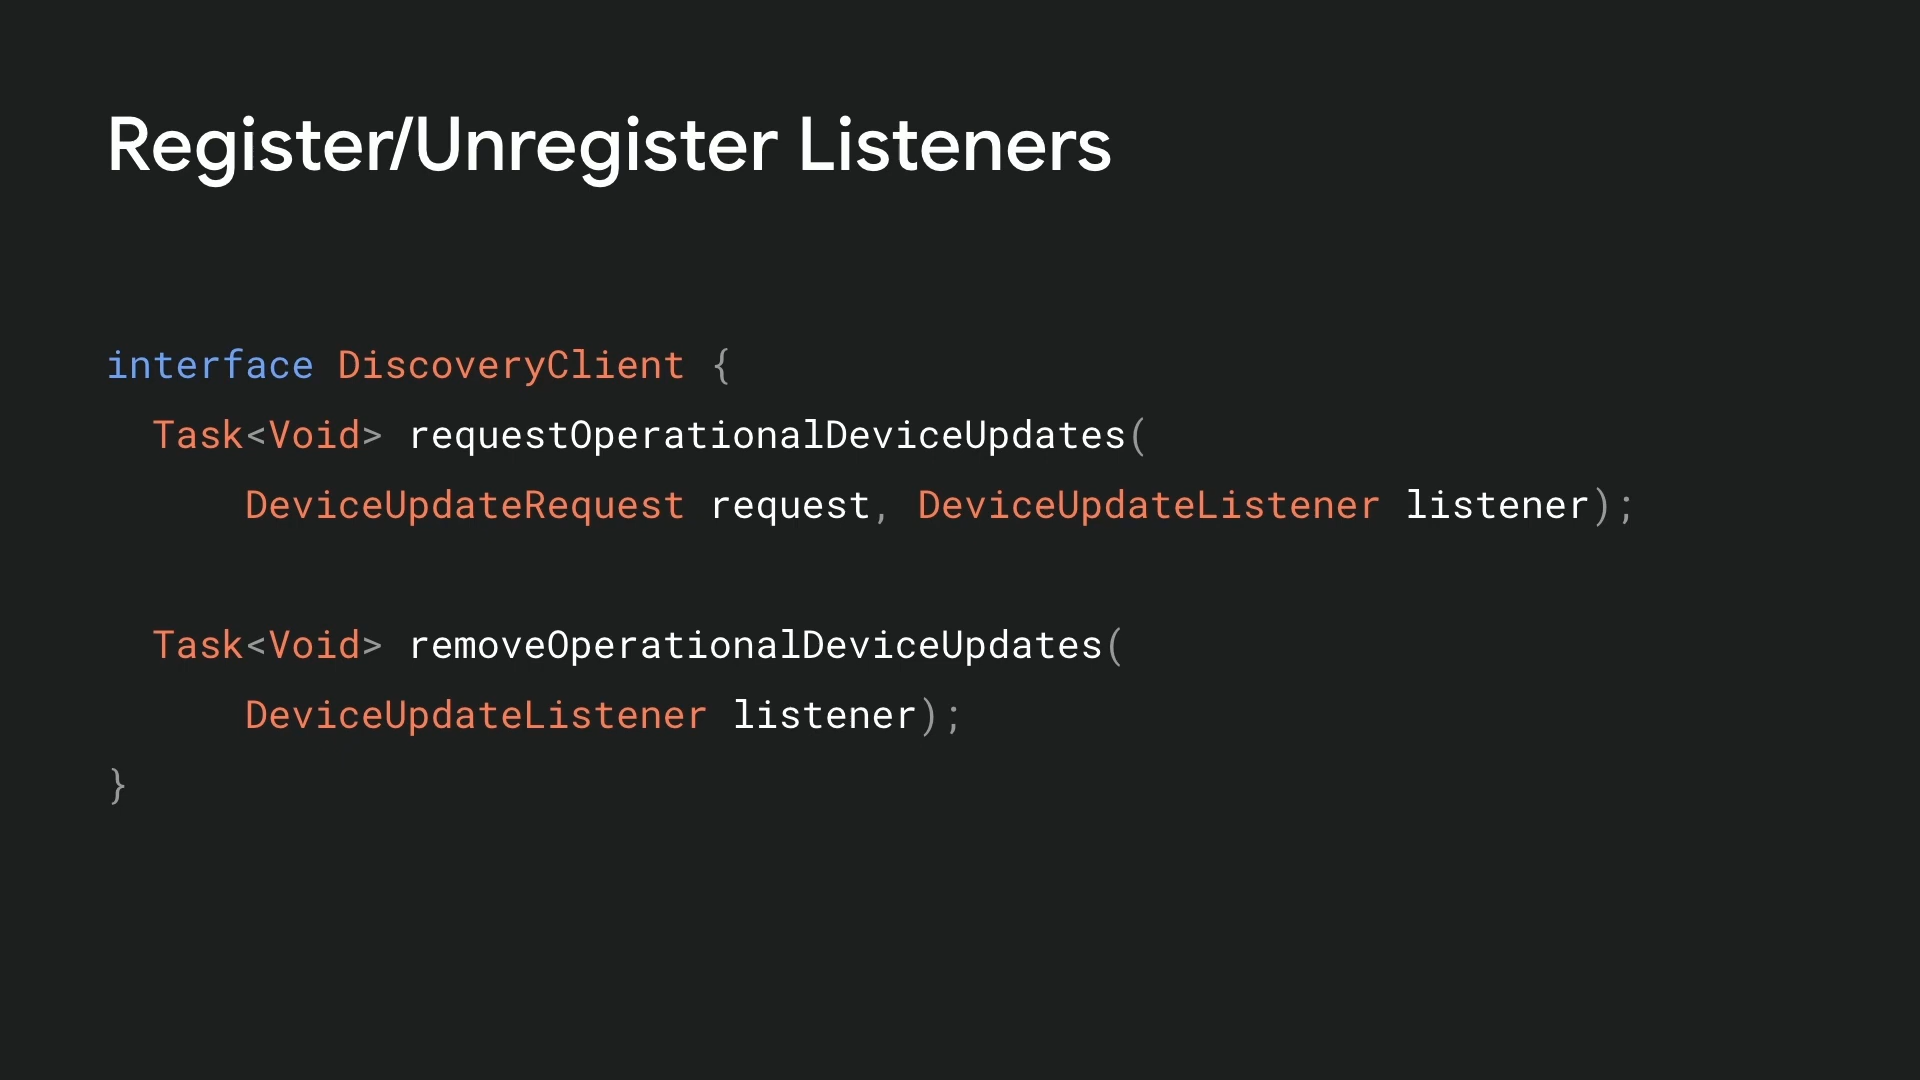 Register/Unregister Listeners
interface DiscoveryClient {
Task<Void> requestOperationalDeviceUpdates(
DeviceUpdateRequest request, DeviceUpdateListener listener);
Task<Void> removeOperationalDeviceUpdates(
DeviceUpdateListener listener);
}